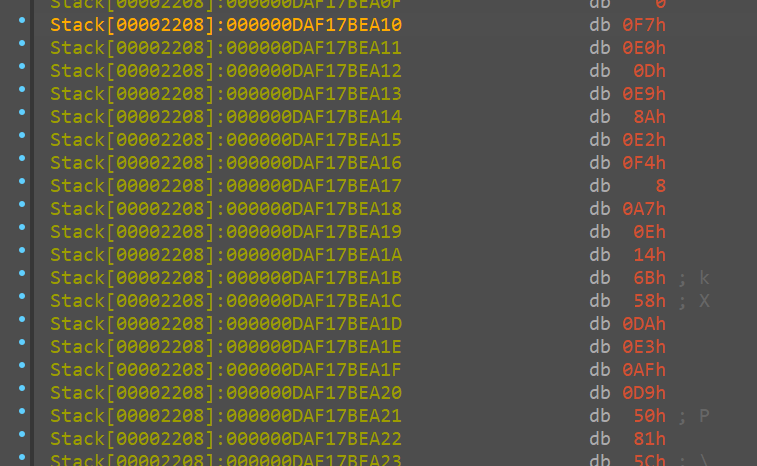 Stack[00002208]:000000DAF17BEA0F db 0
Stack[00002208]:000000DAF17BEA10 db 0F7h
Stack[00002208]:000000DAF17BEA11 db 0E0h
Stack[00002208]:000000DAF17BEA12 db 0Dh
Stack[00002208]:000000DAF17BEA13 db 0E9h
Stack[00002208]:000000DAF17BEA14 db 8Ah
Stack[00002208]:000000DAF17BEA15 db 0E2h
Stack[00002208]:000000DAF17BEA16 db 0F4h
Stack[00002208]:000000DAF17BEA17 db 8
Stack[00002208]:000000DAF17BEA18 db 0A7h
Stack[00002208]:000000DAF17BEA19 db 0Eh
Stack[00002208]:000000DAF17BEA1A db 14h
Stack[00002208]:000000DAF17BEA1B db 6Bh ; k
Stack[00002208]:000000DAF17BEA1C db 58h ; X
Stack[00002208]:000000DAF17BEA1D db 0DAh
Stack[00002208]:000000DAF17BEA1E db 0E3h
Stack[00002208]:000000DAF17BEA1F db 0AFh
Stack[00002208]:000000DAF17BEA20 db 0D9h
Stack[00002208]:000000DAF17BEA21 db 50h ; P
Stack[00002208]:000000DAF17BEA22 db 81h
Stack[00002208]:000000DAF17BEA23 db 5Ch ; \